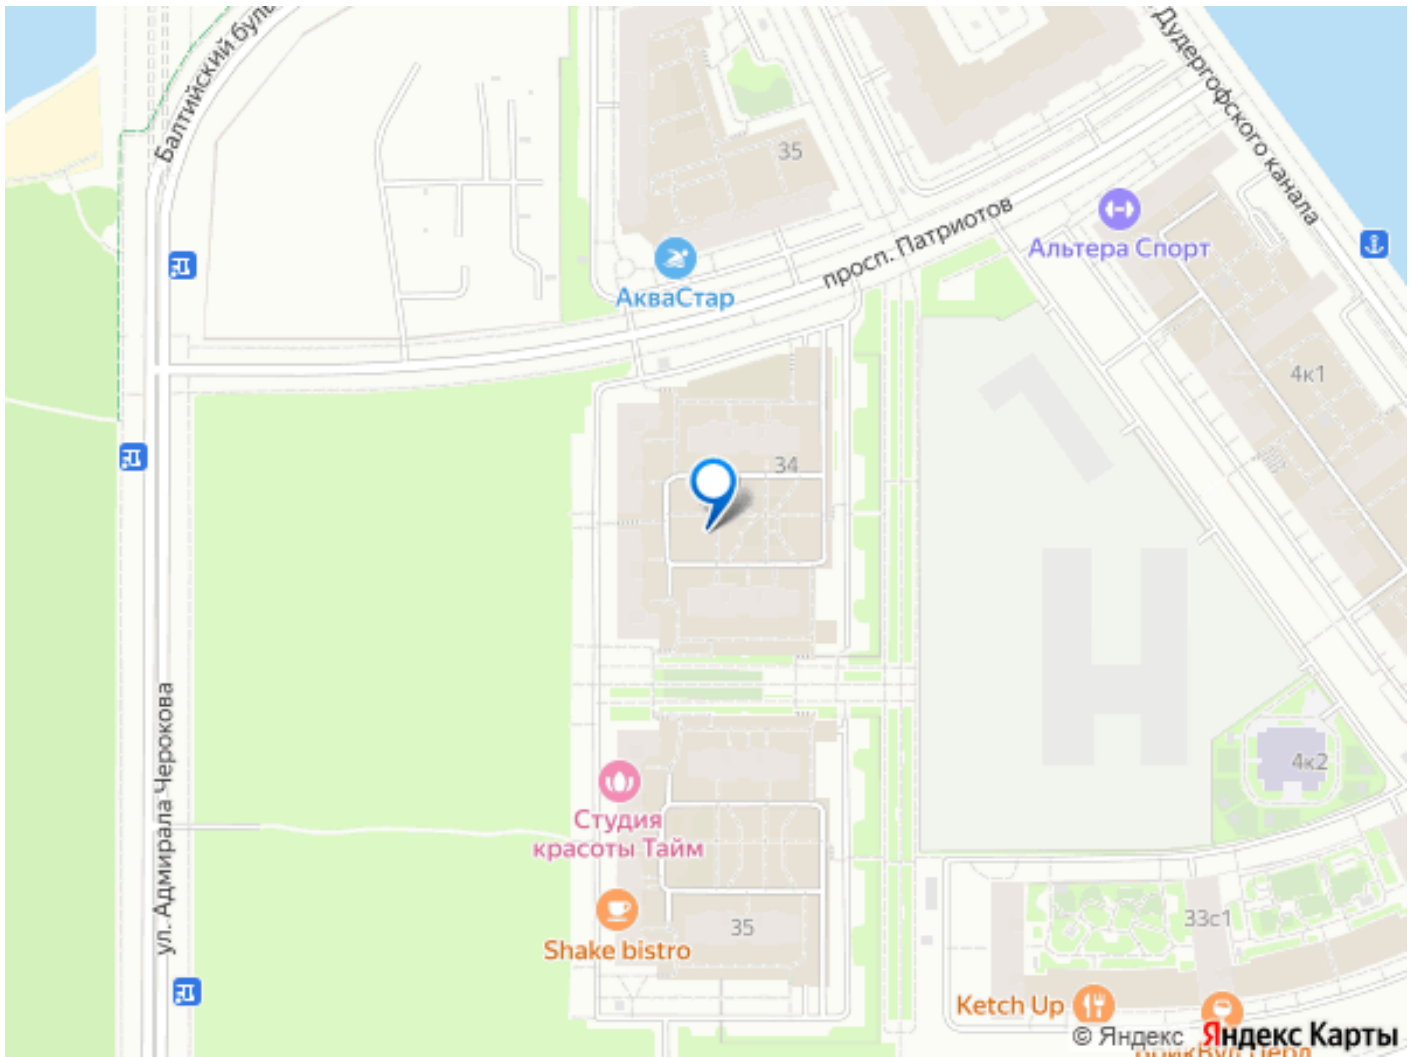 Балтийский буль
Дудергофского канала
35
просп. Патриотов
Альтера Спорт
АкваСтар
4к1
34
ул. Адмирала Черокова
4к2
Студия
красоты Тайм
35
33с1
Shake bistro
Ketch Up
© Яндекс Яндекс Карты